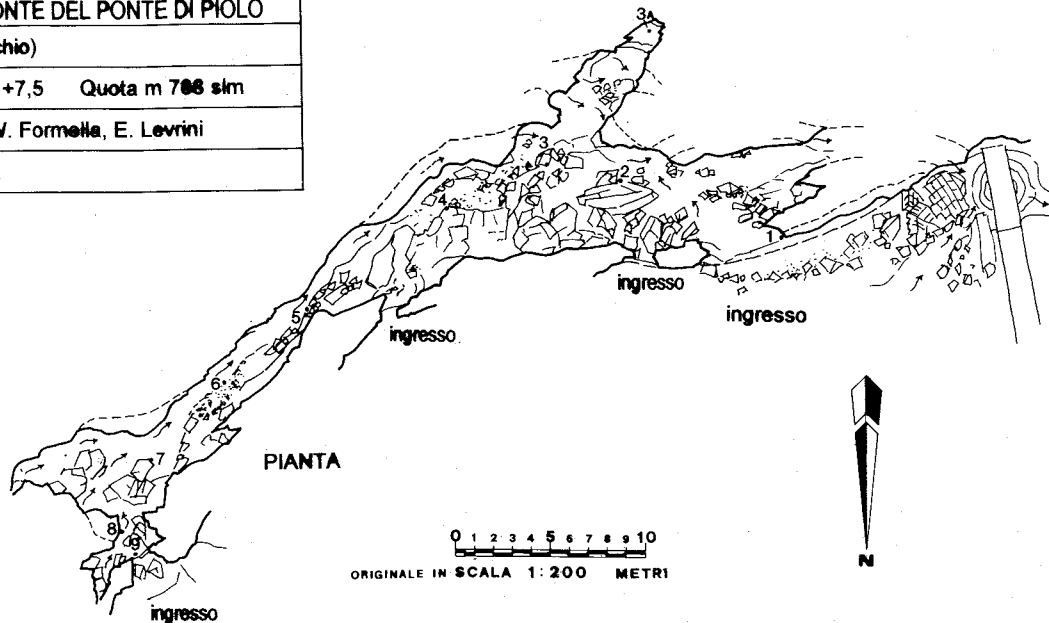 ONTE DEL PONTE DI PIOLO
chio)
+7,5 Quota m 788 slm
V. Formella, E. Levrini
3A
3
2
4
1
ingresso
ingresso
ingresso
5
6
PIANTA
7
8
9
0 1 2 3 4 5 6 7 8 9 10
ORIGINALE IN SCALA 1:200 METRI
N
ingresso